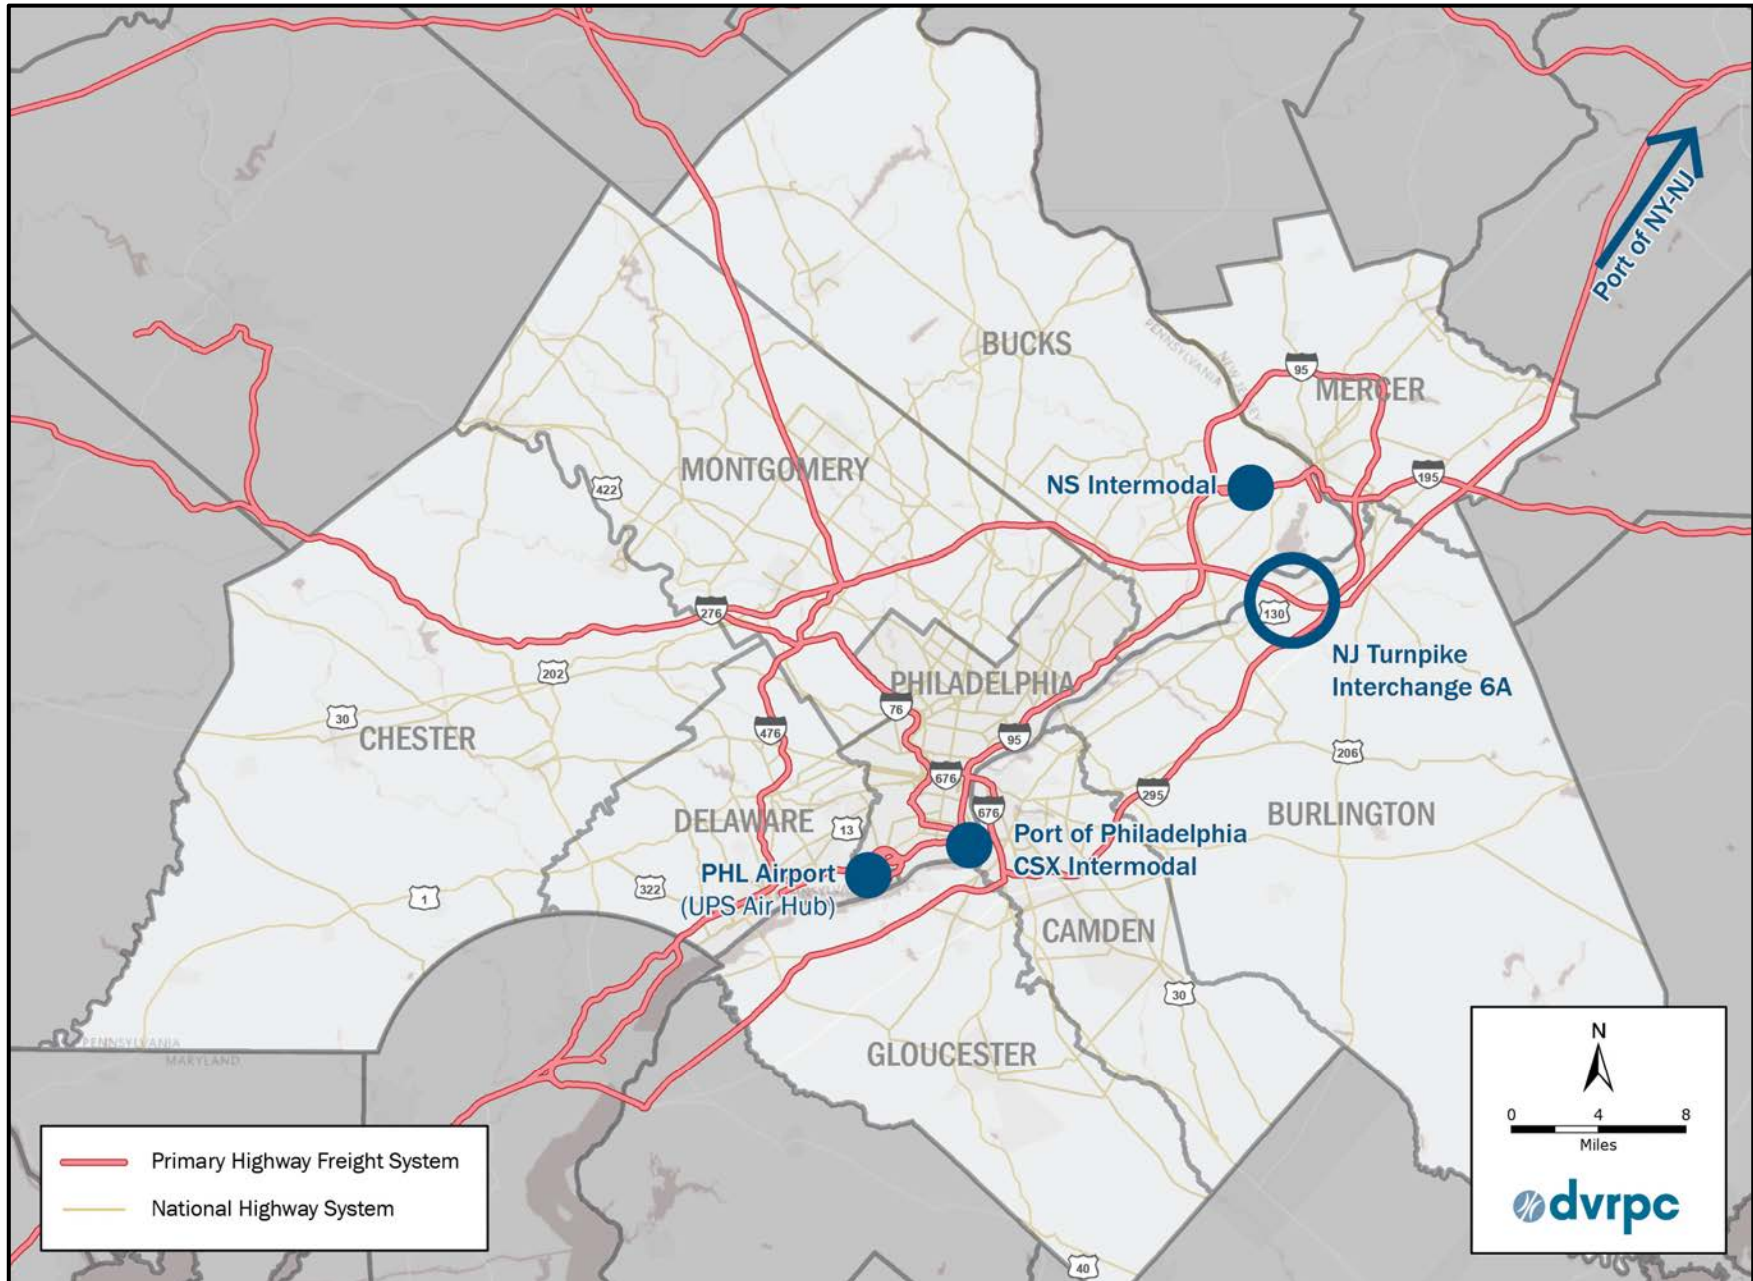 Port of NY-NJ
BUCKS
PENNSYLVANIA
NEW JERSEY
95
MERCER
MONTGOMERY
422
NS Intermodal
195
276
130
NJ Turnpike
Interchange 6A
202
PHILADELPHIA
30
CHESTER
76
476
95
206
676
295
676
DELAWARE
13
BURLINGTON
Port of Philadelphia
CSX Intermodal
PHL Airport
(UPS Air Hub)
322
1
CAMDEN
30
GLOUCESTER
PENNSYLVANIA
MARYLAND
N
0 4 8
Miles
dvrpc
Primary Highway Freight System
National Highway System
40